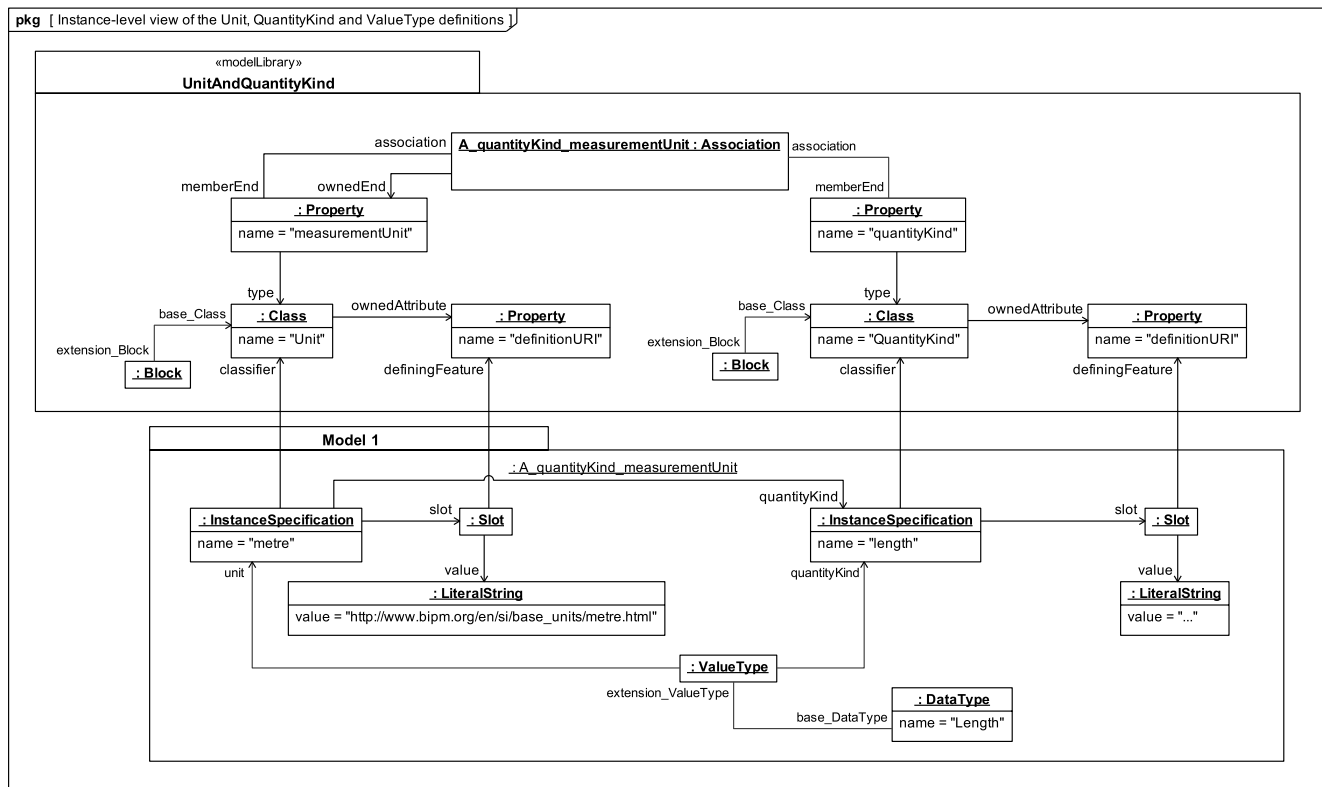 pkg [ Instance-level view of the Unit, QuantityKind and ValueType definitions ]
«modelLibrary»
UnitAndQuantityKind
association
A_quantityKind_measurementUnit : Association
association
memberEnd
ownedEnd
memberEnd
: Property
name = "measurementUnit"
: Property
name = "quantityKind"
type
type
base_Class
: Class
name = "Unit"
ownedAttribute
: Property
name = "definitionURI"
base_Class
: Class
name = "QuantityKind"
ownedAttribute
: Property
name = "definitionURI"
extension_Block
: Block
classifier
definingFeature
extension_Block
: Block
classifier
definingFeature
Model 1
: A_quantityKind_measurementUnit
quantityKind
: InstanceSpecification
name = "metre"
slot
: Slot
: InstanceSpecification
name = "length"
slot
: Slot
unit
value
quantityKind
value
: LiteralString
value = "http://www.bipm.org/en/si/base_units/metre.html"
: LiteralString
value = "..."
: ValueType
extension_ValueType
base_DataType
: DataType
name = "Length"